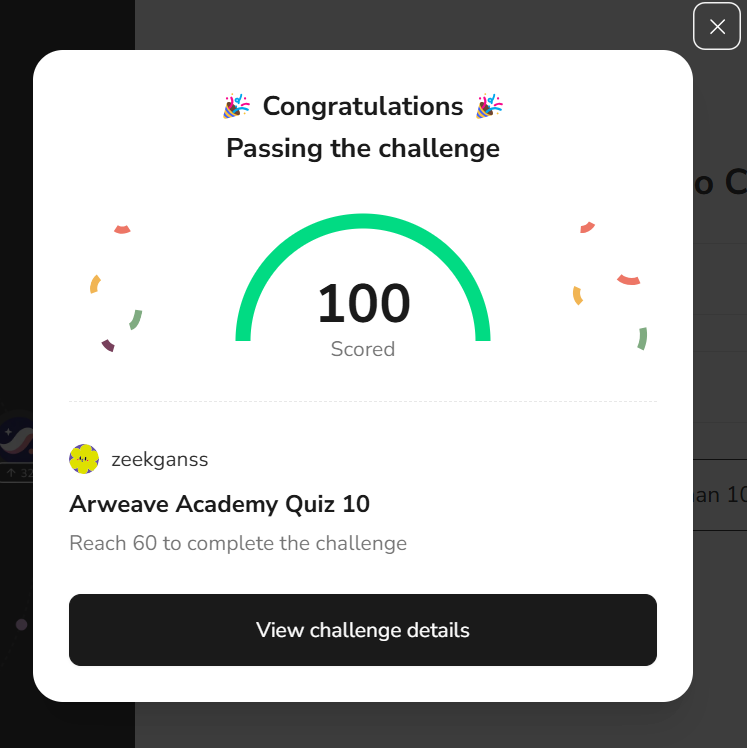 🎉 Congratulations 🎉
Passing the challenge
100
Scored
zeekganss
Arweave Academy Quiz 10
Reach 60 to complete the challenge
View challenge details